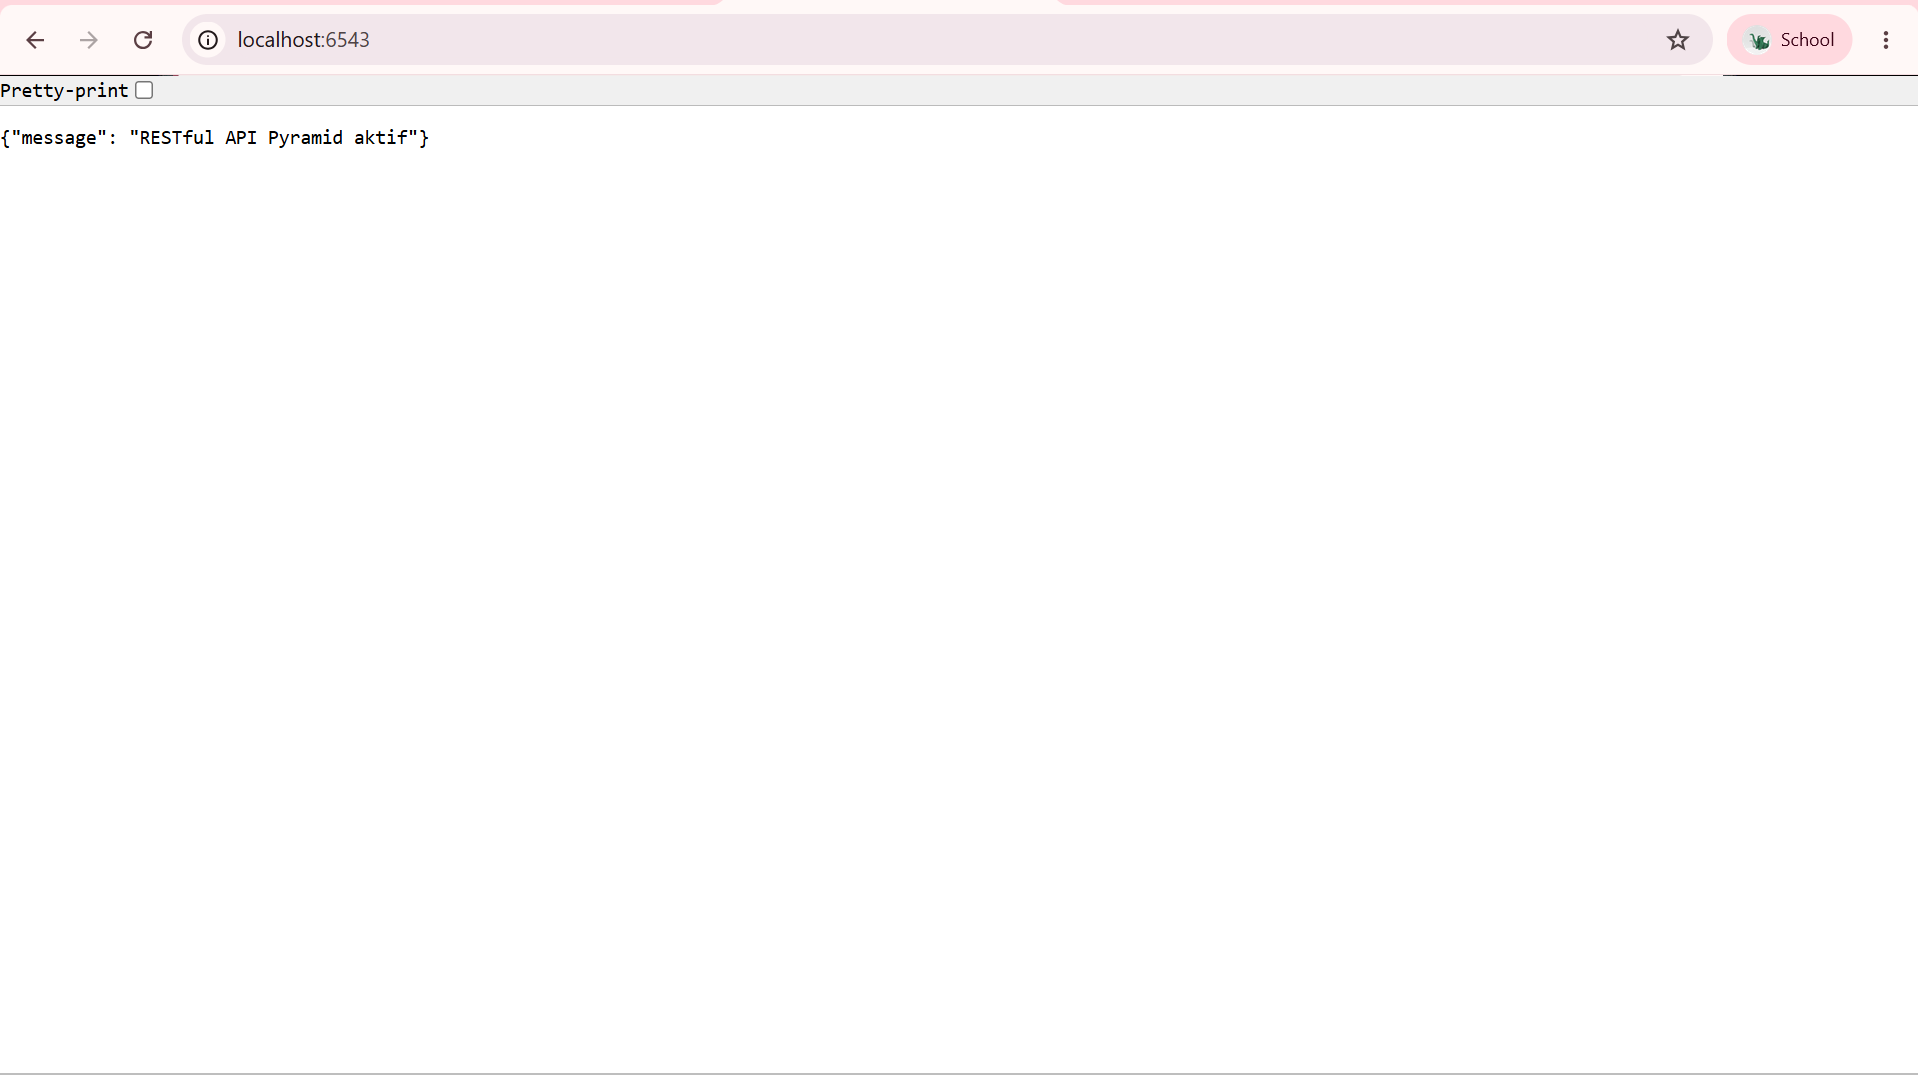 localhost:6543
School
Pretty-print
{"message": "RESTful API Pyramid aktif"}